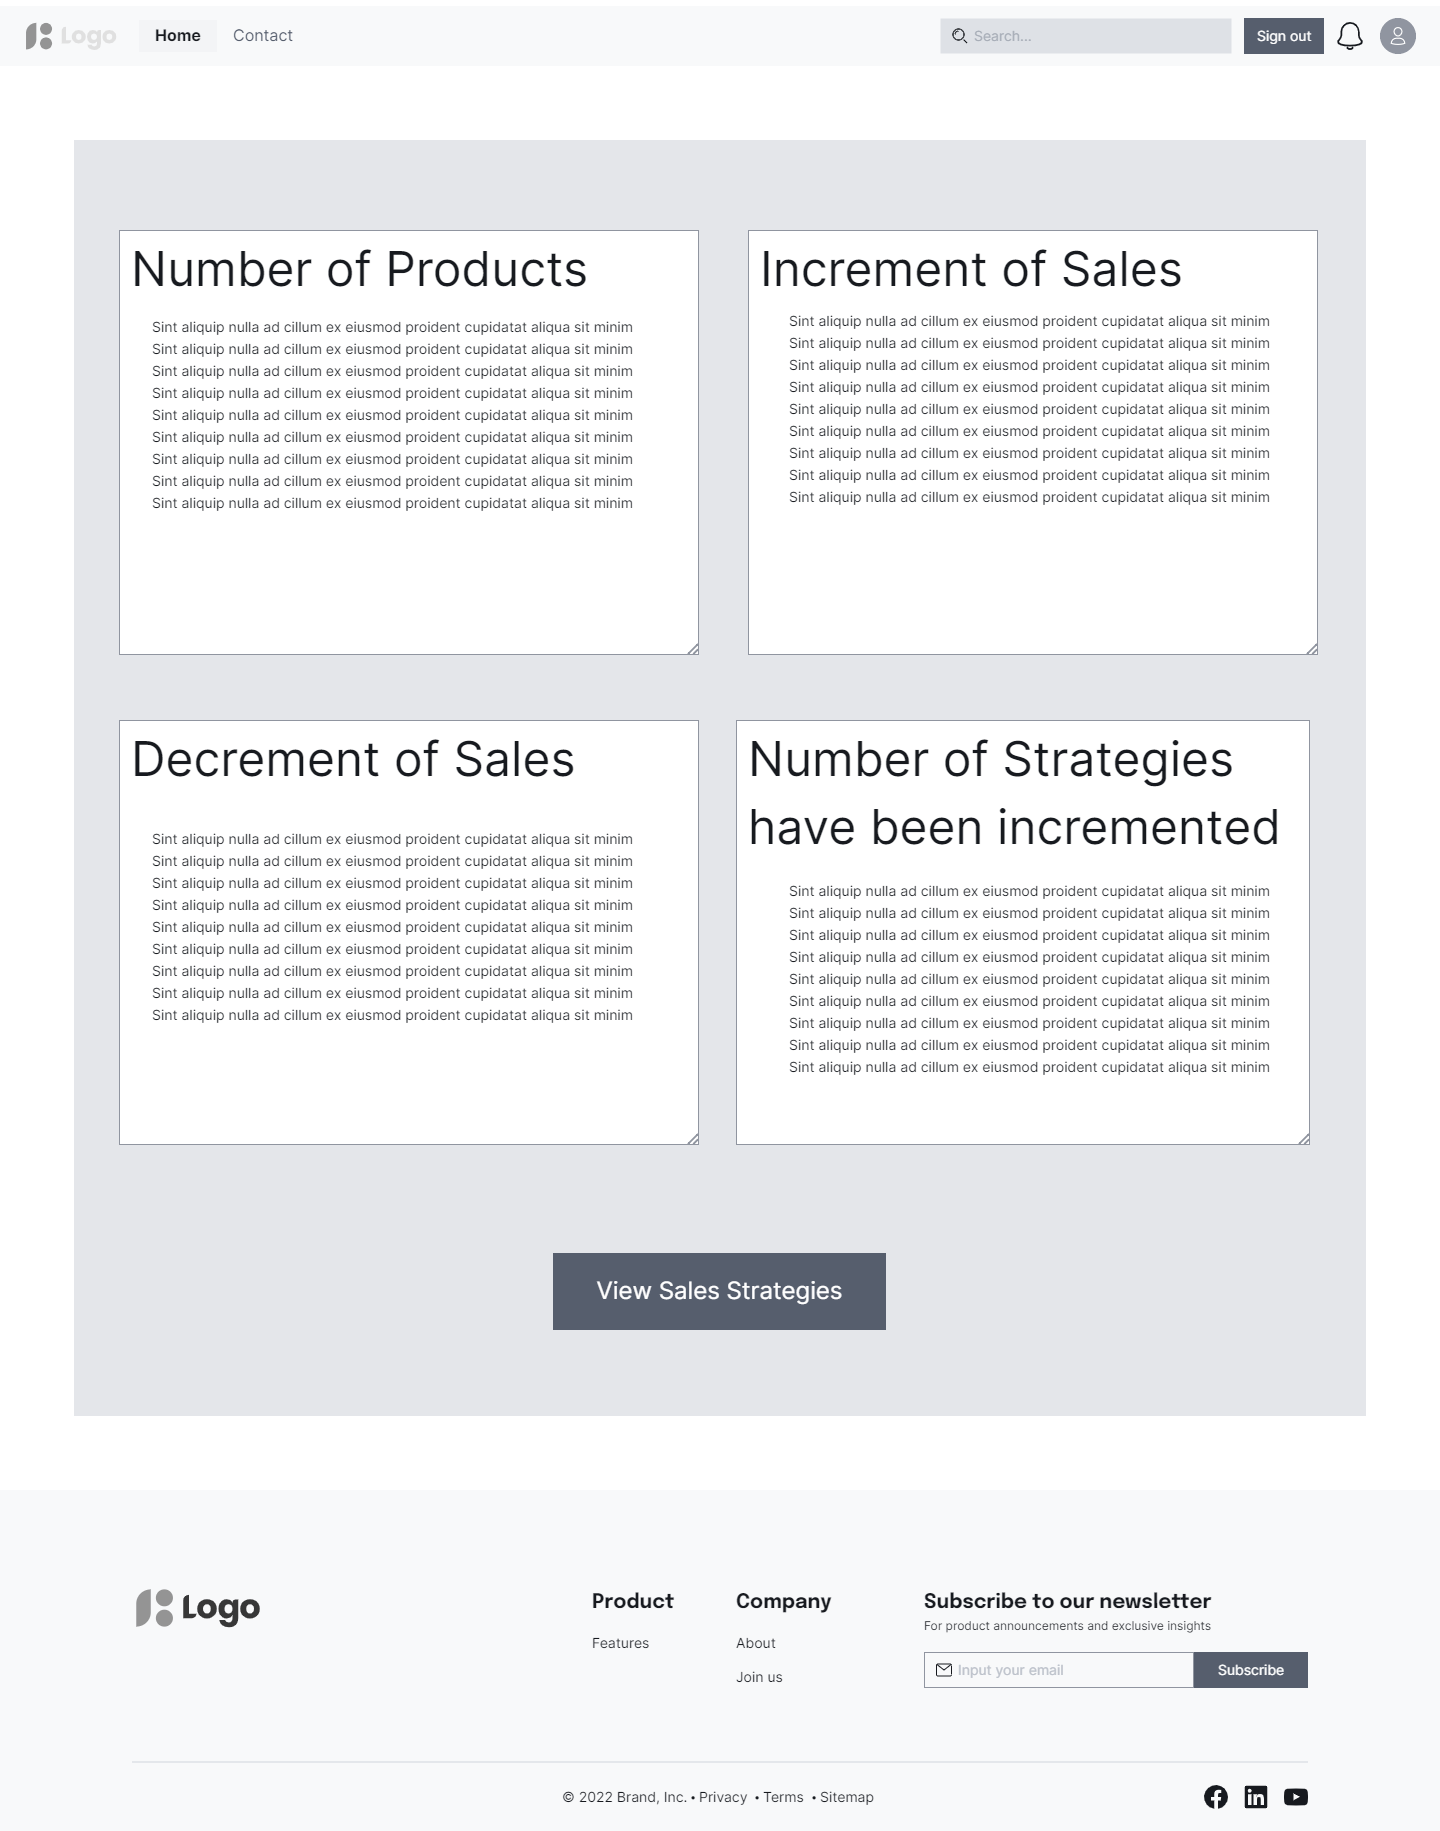 Logo
Home
Contact
Search...
Sign out
Number of Products
Sint aliquip nulla ad cillum ex eiusmod proident cupidatat aliqua sit minim
Sint aliquip nulla ad cillum ex eiusmod proident cupidatat aliqua sit minim
Sint aliquip nulla ad cillum ex eiusmod proident cupidatat aliqua sit minim
Sint aliquip nulla ad cillum ex eiusmod proident cupidatat aliqua sit minim
Sint aliquip nulla ad cillum ex eiusmod proident cupidatat aliqua sit minim
Sint aliquip nulla ad cillum ex eiusmod proident cupidatat aliqua sit minim
Sint aliquip nulla ad cillum ex eiusmod proident cupidatat aliqua sit minim
Sint aliquip nulla ad cillum ex eiusmod proident cupidatat aliqua sit minim
Sint aliquip nulla ad cillum ex eiusmod proident cupidatat aliqua sit minim
Increment of Sales
Sint aliquip nulla ad cillum ex eiusmod proident cupidatat aliqua sit minim
Sint aliquip nulla ad cillum ex eiusmod proident cupidatat aliqua sit minim
Sint aliquip nulla ad cillum ex eiusmod proident cupidatat aliqua sit minim
Sint aliquip nulla ad cillum ex eiusmod proident cupidatat aliqua sit minim
Sint aliquip nulla ad cillum ex eiusmod proident cupidatat aliqua sit minim
Sint aliquip nulla ad cillum ex eiusmod proident cupidatat aliqua sit minim
Sint aliquip nulla ad cillum ex eiusmod proident cupidatat aliqua sit minim
Sint aliquip nulla ad cillum ex eiusmod proident cupidatat aliqua sit minim
Sint aliquip nulla ad cillum ex eiusmod proident cupidatat aliqua sit minim
Decrement of Sales
Sint aliquip nulla ad cillum ex eiusmod proident cupidatat aliqua sit minim
Sint aliquip nulla ad cillum ex eiusmod proident cupidatat aliqua sit minim
Sint aliquip nulla ad cillum ex eiusmod proident cupidatat aliqua sit minim
Sint aliquip nulla ad cillum ex eiusmod proident cupidatat aliqua sit minim
Sint aliquip nulla ad cillum ex eiusmod proident cupidatat aliqua sit minim
Sint aliquip nulla ad cillum ex eiusmod proident cupidatat aliqua sit minim
Sint aliquip nulla ad cillum ex eiusmod proident cupidatat aliqua sit minim
Sint aliquip nulla ad cillum ex eiusmod proident cupidatat aliqua sit minim
Sint aliquip nulla ad cillum ex eiusmod proident cupidatat aliqua sit minim
Number of Strategies
have been incremented
Sint aliquip nulla ad cillum ex eiusmod proident cupidatat aliqua sit minim
Sint aliquip nulla ad cillum ex eiusmod proident cupidatat aliqua sit minim
Sint aliquip nulla ad cillum ex eiusmod proident cupidatat aliqua sit minim
Sint aliquip nulla ad cillum ex eiusmod proident cupidatat aliqua sit minim
Sint aliquip nulla ad cillum ex eiusmod proident cupidatat aliqua sit minim
Sint aliquip nulla ad cillum ex eiusmod proident cupidatat aliqua sit minim
Sint aliquip nulla ad cillum ex eiusmod proident cupidatat aliqua sit minim
Sint aliquip nulla ad cillum ex eiusmod proident cupidatat aliqua sit minim
Sint aliquip nulla ad cillum ex eiusmod proident cupidatat aliqua sit minim
View Sales Strategies
Logo
Product
Features
Company
About
Join us
Subscribe to our newsletter
For product announcements and exclusive insights
Input your email
Subscribe
© 2022 Brand, Inc. • Privacy • Terms • Sitemap